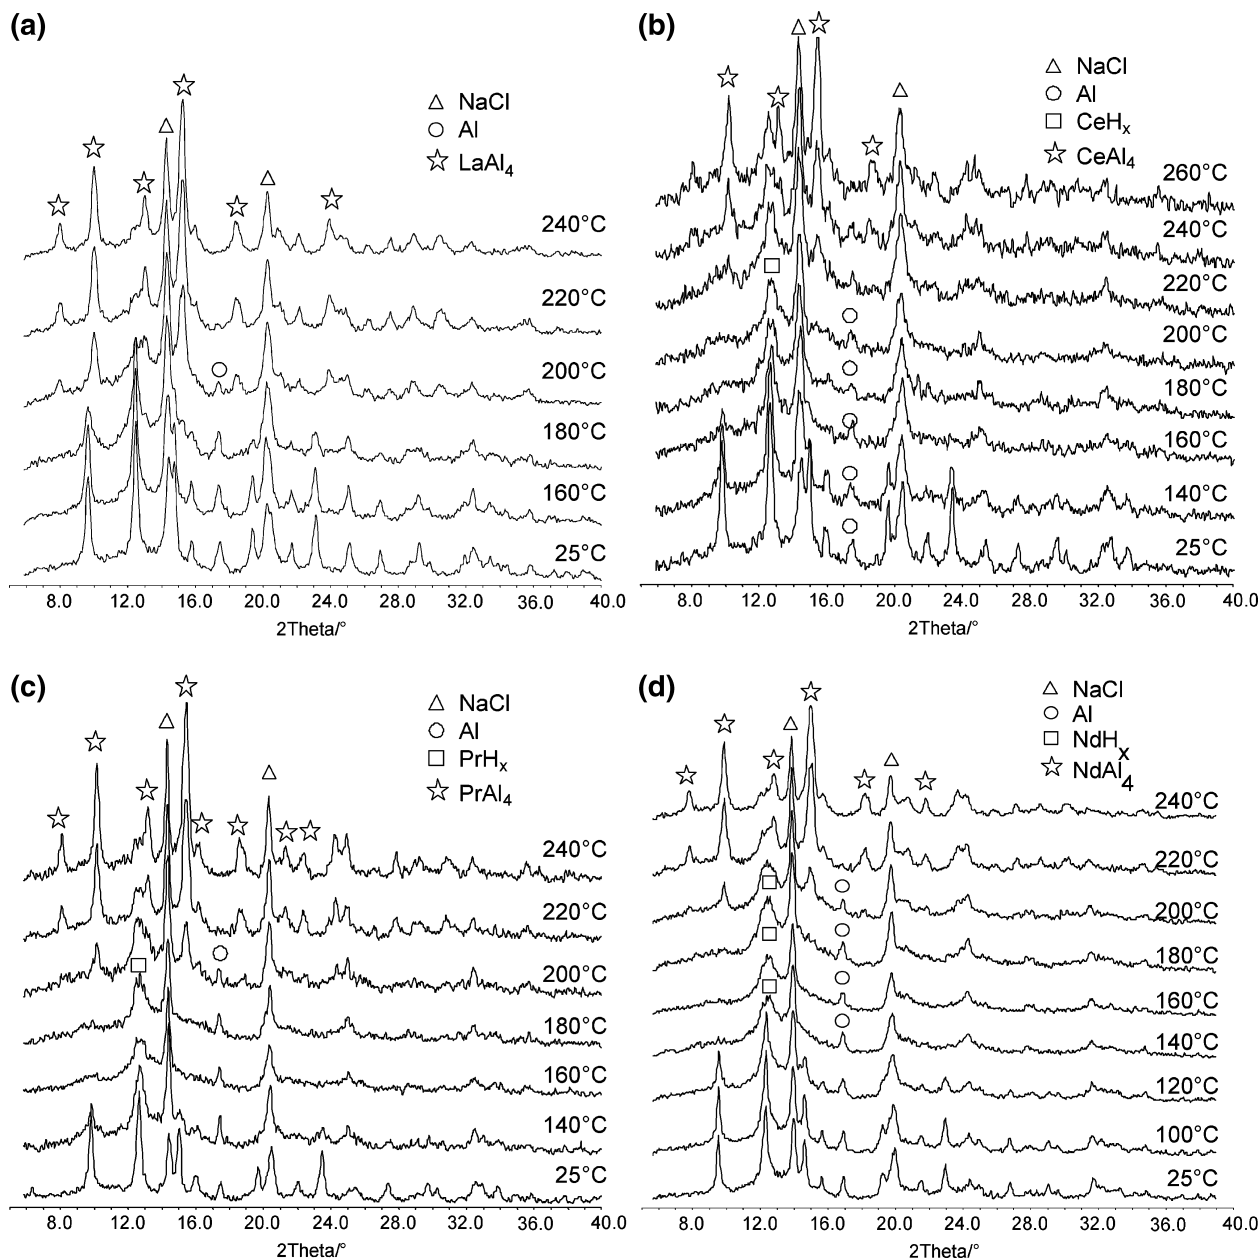 (a)
△ NaCl
○ Al
☆ LaAl₄
240°C
220°C
200°C
180°C
160°C
25°C
8.0 12.0 16.0 20.0 24.0 28.0 32.0 36.0 40.0
2Theta/°
(b)
△ NaCl
○ Al
□ CeHₓ
☆ CeAl₄
260°C
240°C
220°C
200°C
180°C
160°C
140°C
25°C
8.0 12.0 16.0 20.0 24.0 28.0 32.0 36.0 40.0
2Theta/°
(c)
△ NaCl
○ Al
□ PrHₓ
☆ PrAl₄
240°C
220°C
200°C
180°C
160°C
140°C
25°C
8.0 12.0 16.0 20.0 24.0 28.0 32.0 36.0 40.0
2Theta/°
(d)
△ NaCl
○ Al
□ NdHₓ
☆ NdAl₄
240°C
220°C
200°C
180°C
160°C
140°C
120°C
100°C
25°C
8.0 12.0 16.0 20.0 24.0 28.0 32.0 36.0 40.0
2Theta/°